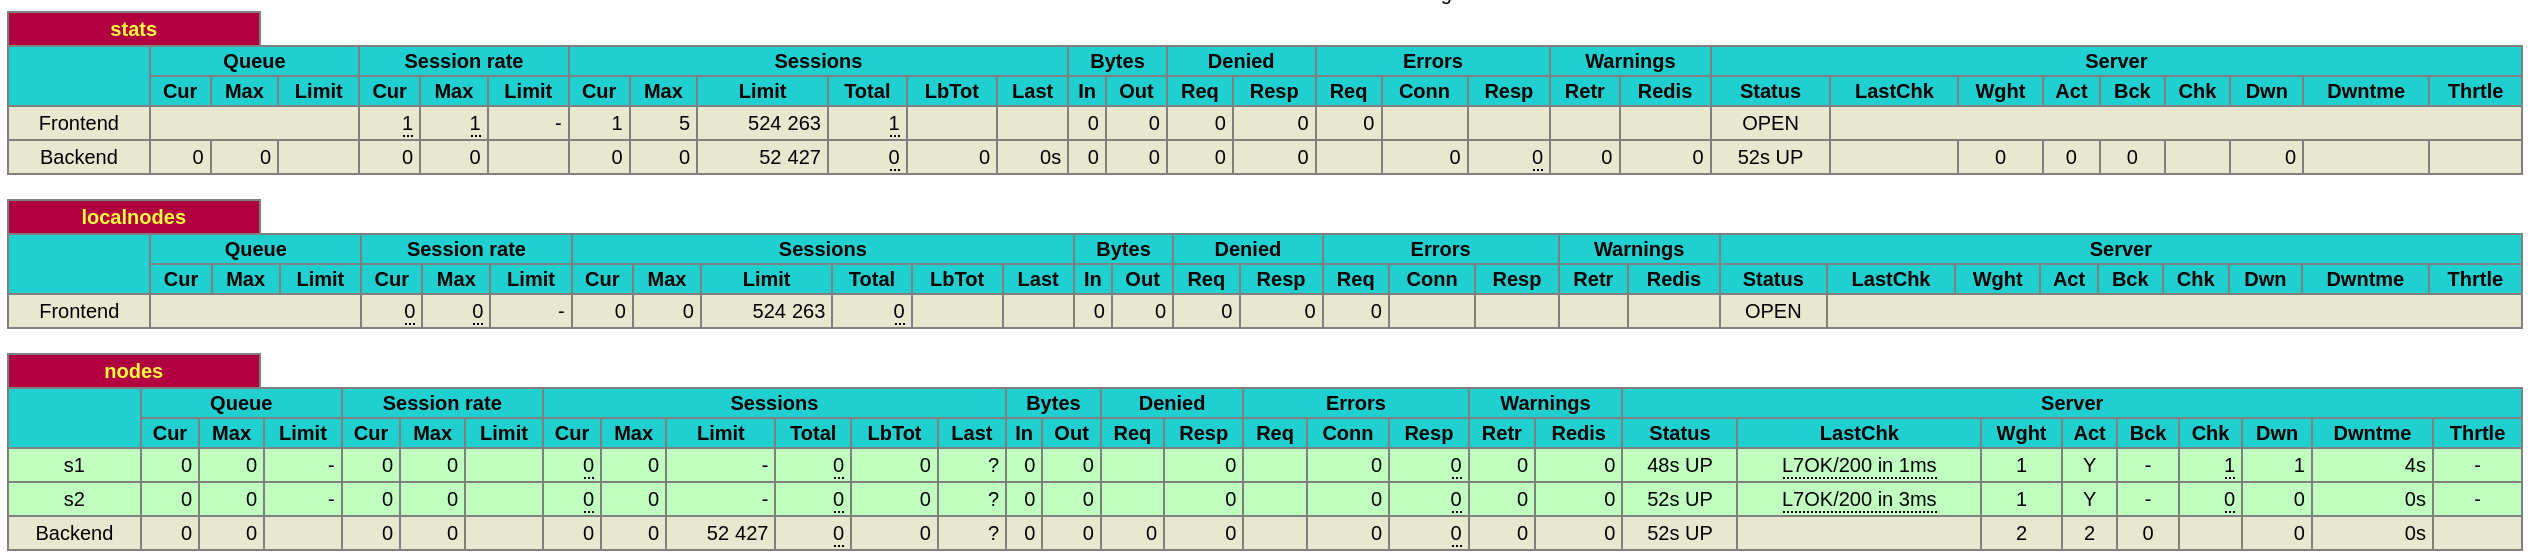 stats
Queue Session rate Sessions Bytes Denied Errors Warnings Server
Cur Max Limit Cur Max Limit Cur Max Limit Total LbTot Last In Out Req Resp Req Conn Resp Retr Redis Status LastChk Wght Act Bck Chk Dwn Dwntme Thrtle
Frontend 1 1 - 1 5 524 263 1 0 0 0 0 0 OPEN
Backend 0 0 0 0 0 0 52 427 0 0 0s 0 0 0 0 0 0 0 0 52s UP 0 0 0 0
localnodes
Queue Session rate Sessions Bytes Denied Errors Warnings Server
Cur Max Limit Cur Max Limit Cur Max Limit Total LbTot Last In Out Req Resp Req Conn Resp Retr Redis Status LastChk Wght Act Bck Chk Dwn Dwntme Thrtle
Frontend 0 0 - 0 0 524 263 0 0 0 0 0 0 OPEN
nodes
Queue Session rate Sessions Bytes Denied Errors Warnings Server
Cur Max Limit Cur Max Limit Cur Max Limit Total LbTot Last In Out Req Resp Req Conn Resp Retr Redis Status LastChk Wght Act Bck Chk Dwn Dwntme Thrtle
s1 0 0 - 0 0 0 0 - 0 0 ? 0 0 0 0 0 0 0 48s UP L7OK/200 in 1ms 1 Y - 1 1 4s -
s2 0 0 - 0 0 0 0 - 0 0 ? 0 0 0 0 0 0 0 52s UP L7OK/200 in 3ms 1 Y - 0 0 0s -
Backend 0 0 0 0 0 0 52 427 0 0 ? 0 0 0 0 0 0 0 0 52s UP 2 2 0 0 0s